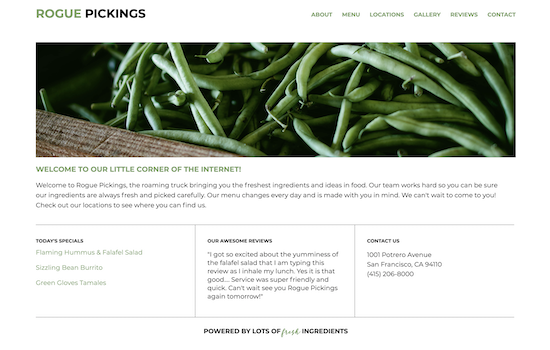 ROGUE PICKINGS
ABOUT MENU LOCATIONS GALLERY REVIEWS CONTACT
WELCOME TO OUR LITTLE CORNER OF THE INTERNET!
Welcome to Rogue Pickings, the roaming truck bringing you the freshest ingredients and ideas in food. Our team works hard so you can be sure
our ingredients are always fresh and picked carefully. Our menu changes every day and is made with you in mind. We can't wait to come to you!
Check out our locations to see where you can find us.
TODAY'S SPECIALS
Flaming Hummus & Falafel Salad
Sizzling Bean Burrito
Green Gloves Tamales
OUR AWESOME REVIEWS
"I got so excited about the yumminess of
the falafel that I am typing this
review as I inhale my lunch. Yes it is that
good.... Service was super friendly and
quick. Can't wait see you Rogue Pickings
again tomorrow!"
CONTACT US
1001 Potrero Avenue
San Francisco, CA 94110
(415) 206-8000
POWERED BY LOTS OF fresh INGREDIENTS